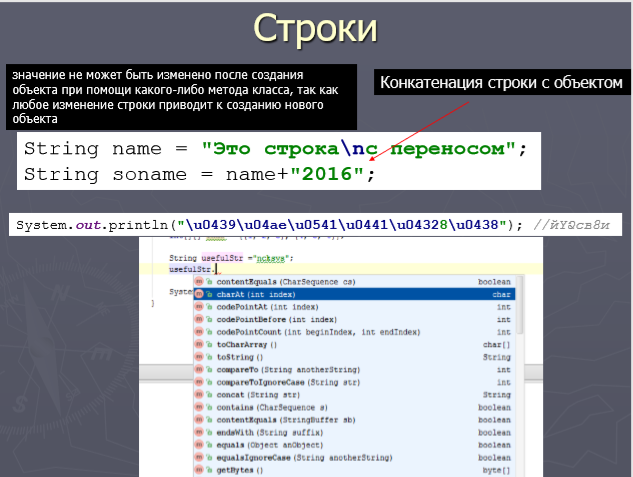 Строки
значение не может быть изменено после создания
объекта при помощи какого-либо метода класса, так как
любое изменение строки приводит к созданию нового
объекта
Конкатенация строки с объектом
String name = "Это строка\nс переносом";
String soname = name+"2016";
System.out.println("\u0439\u04ae\u0541\u0441\u04328\u0438"); //йҮՁсв8и
String usefulStr ="ncksvs";
usefulStr.
Syste
contentEquals(CharSequence cs) boolean
charAt(int index) char
codePointAt(int index) int
codePointBefore(int index) int
codePointCount(int beginIndex, int endIndex) int
toCharArray() char[]
toString() String
compareTo(String anotherString) int
compareToIgnoreCase(String str) int
concat(String str) String
contains(CharSequence s) boolean
contentEquals(StringBuffer sb) boolean
endsWith(String suffix) boolean
equals(Object anObject) boolean
equalsIgnoreCase(String anotherString) boolean
getBytes() byte[]
}